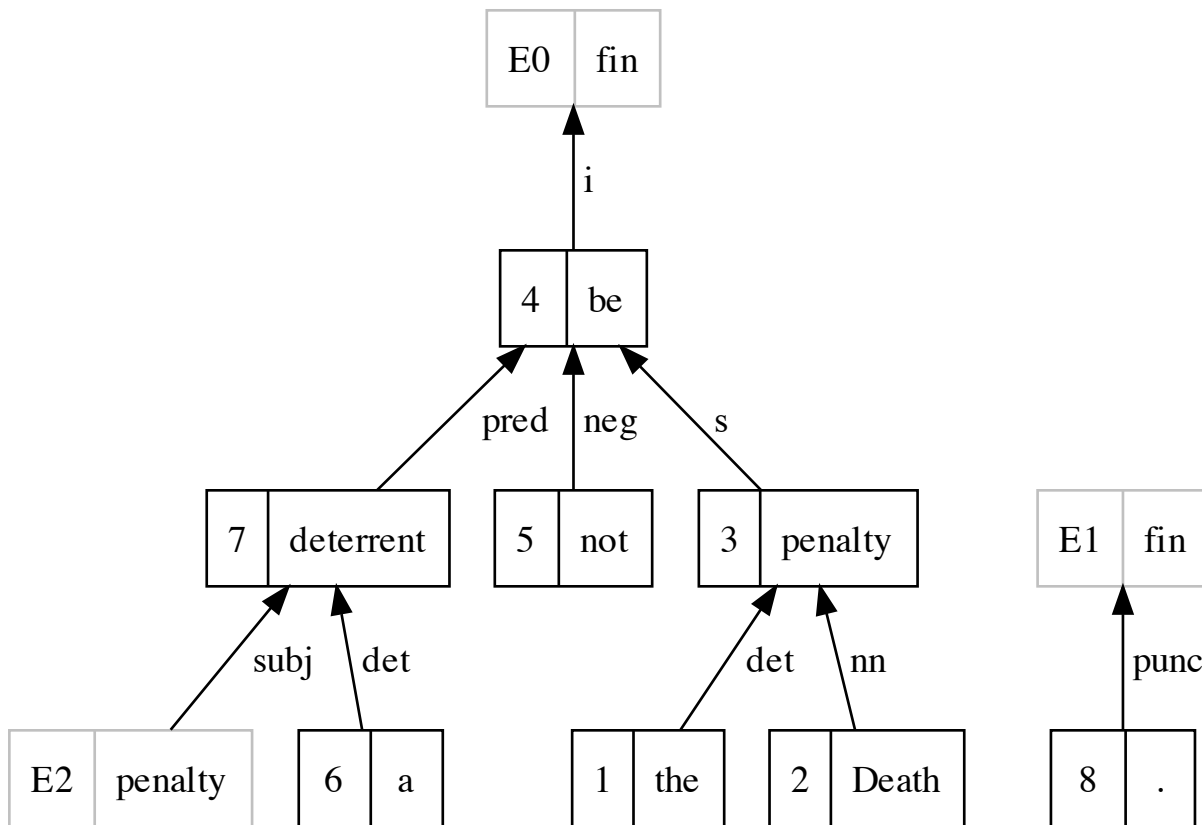 E0 fin
i
4 be
pred neg s
7 deterrent 5 not 3 penalty E1 fin
subj det det nn punc
E2 penalty 6 a 1 the 2 Death 8 .